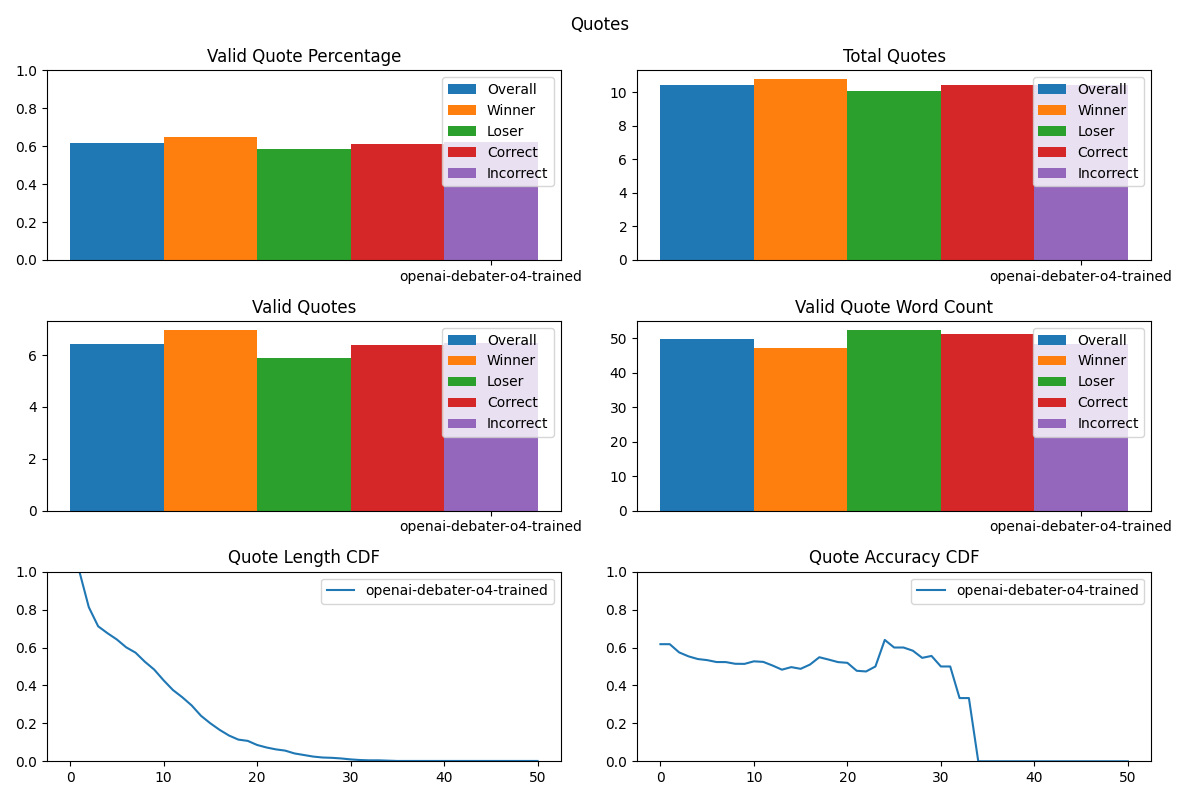 Quotes
Valid Quote Percentage
1.0
0.8
0.6
0.4
0.2
0.0
Overall
Winner
Loser
Correct
Incorrect
openai-debater-o4-trained
Total Quotes
10
8
6
4
2
0
Overall
Winner
Loser
Correct
Incorrect
openai-debater-o4-trained
Valid Quotes
6
4
2
0
Overall
Winner
Loser
Correct
Incorrect
openai-debater-o4-trained
Valid Quote Word Count
50
40
30
20
10
0
Overall
Winner
Loser
Correct
Incorrect
openai-debater-o4-trained
Quote Length CDF
1.0
0.8
0.6
0.4
0.2
0.0
openai-debater-o4-trained
0 10 20 30 40 50
Quote Accuracy CDF
1.0
0.8
0.6
0.4
0.2
0.0
openai-debater-o4-trained
0 10 20 30 40 50